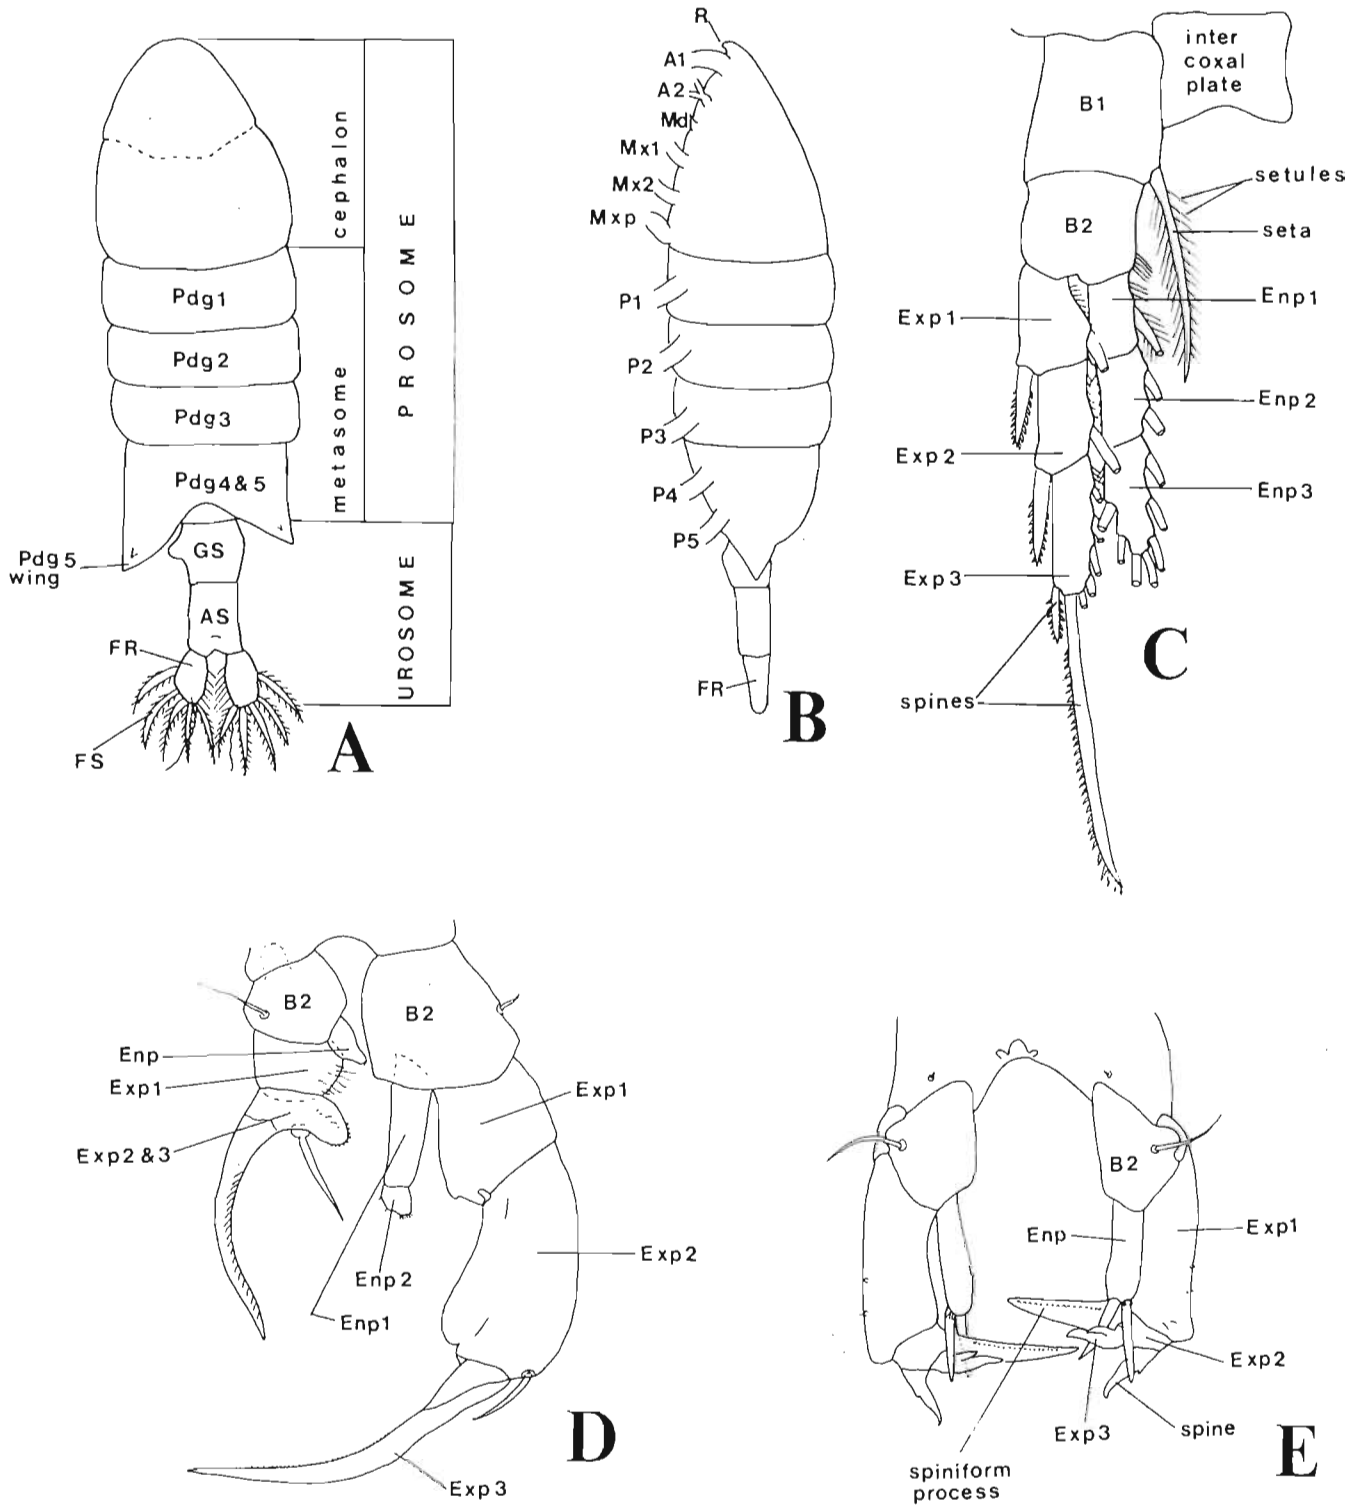 cephalon
PROSOME
Pdg1
Pdg2
metasome
Pdg3
Pdg4&5
Pdg5
wing
GS
UROSOME
AS
FR
FS
A
R
A1
A2
Md
Mx1
Mx2
Mxp
P1
P2
P3
P4
P5
FR
B
inter
coxal
plate
B1
setules
B2
seta
Enp1
Exp1
Enp2
Exp2
Enp3
Exp3
spines
C
B2
B2
Enp
Exp1
Exp1
Exp2&3
Exp2
Enp2
Enp1
Exp3
D
B2
Enp
Exp1
Exp2
Exp3
spine
spiniform
process
E